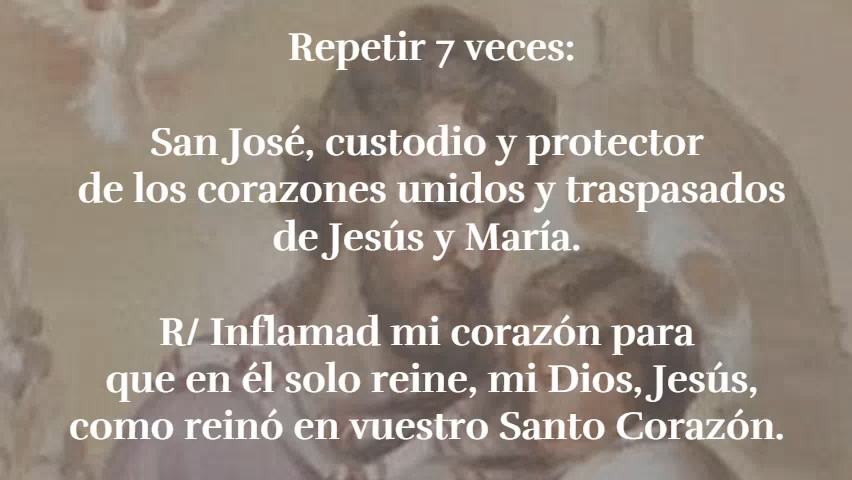 Repetir 7 veces:
San José, custodio y protector
de los corazones unidos y traspasados
de Jesús y María.
R/ Inflamad mi corazón para
que en él solo reine, mi Dios, Jesús,
como reinó en vuestro Santo Corazón.